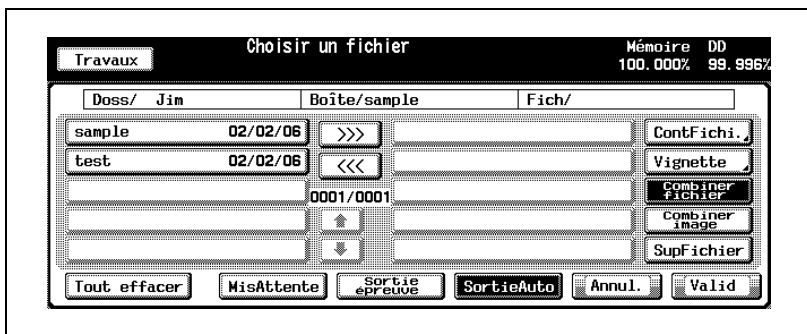 Travaux
Choisir un fichier
Mémoire DD
100.000% 99.996%
Doss/ Jim
Boîte/sample
Fich/
sample 02/02/06
>>>
ContFichi.
test 02/02/06
<<<
Vignette
0001/0001
Combiner
fichier
Combiner
image
SupFichier
Tout effacer
MisAttente
Sortie
épreuve
SortieAuto
Annul.
Valid